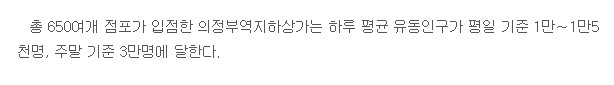 총 650여개 점포가 입점한 의정부역지하상가는 하루 평균 유동인구가 평일 기준 1만～1만5
천명, 주말 기준 3만명에 달한다.